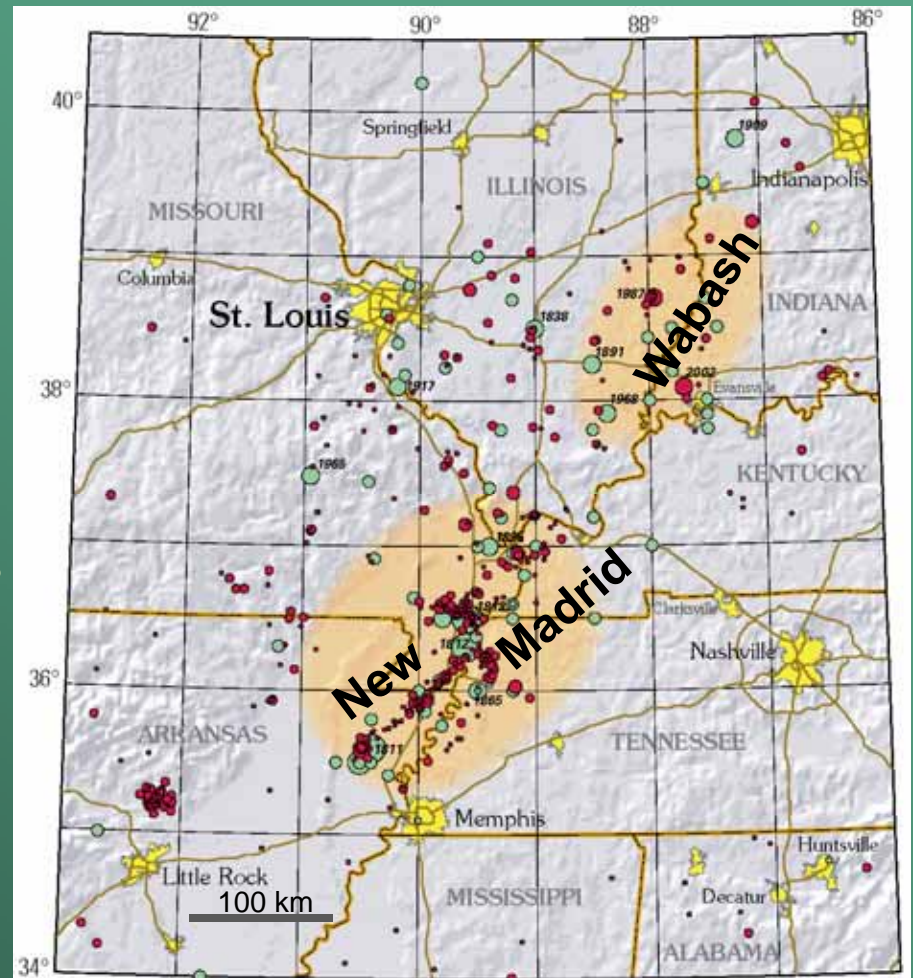 92°
90°
88°
86°
40°
Springfield
1909
ILLINOIS
Indianapolis
MISSOURI
Columbia
Wabash
INDIANA
1987
St. Louis
1838
1891
2002
Evansville
38°
1917
1968
1965
KENTUCKY
New Madrid
1812
Clarksville
Nashville
36°
1865
ARKANSAS
1811
TENNESSEE
Memphis
Huntsville
Little Rock
100 km
MISSISSIPPI
Decatur
ALABAMA
34°